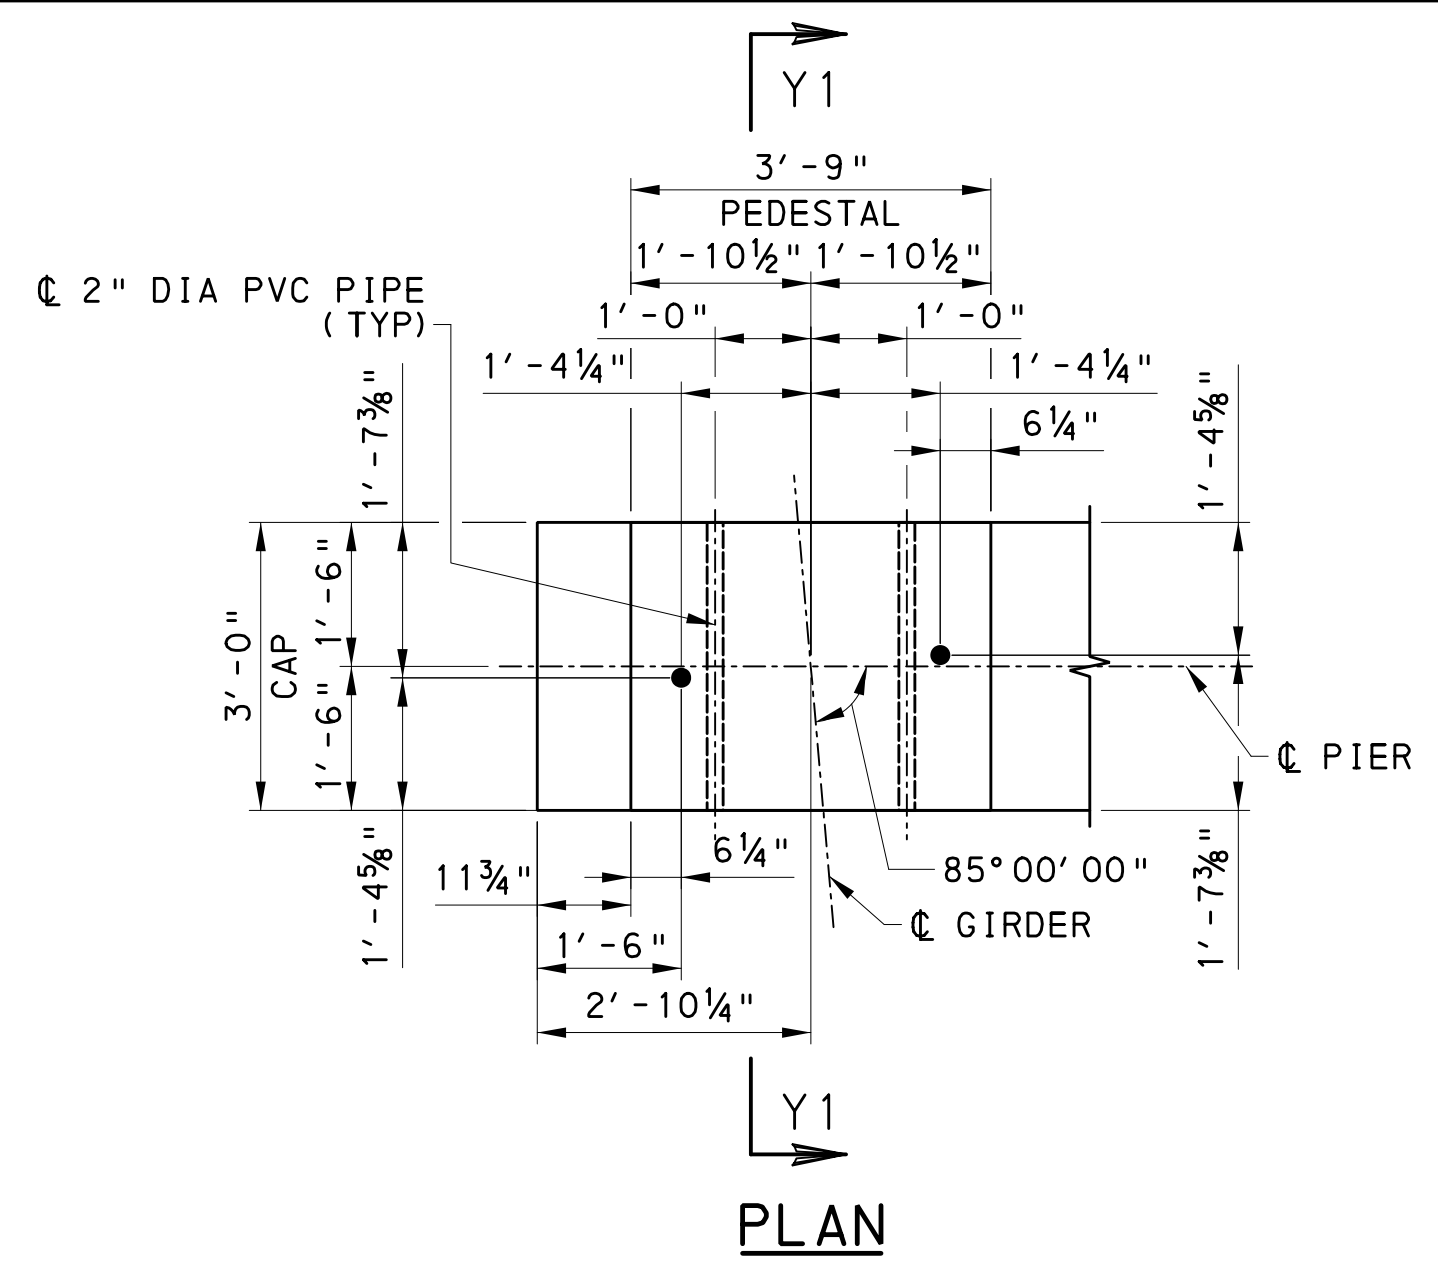 Y1
3'-9"
PEDESTAL
1'-10½" 1'-10½"
℄ 2" DIA PVC PIPE
(TYP)
1'-0" 1'-0"
1'-4¼" 1'-4¼"
6¼"
1'-7⅜"
1'-4⅝"
1'-6"
3'-0"
CAP
1'-6"
℄ PIER
6¼"
11¾"
85°00'00"
1'-4⅝"
1'-7⅜"
℄ GIRDER
1'-6"
2'-10¼"
Y1
PLAN